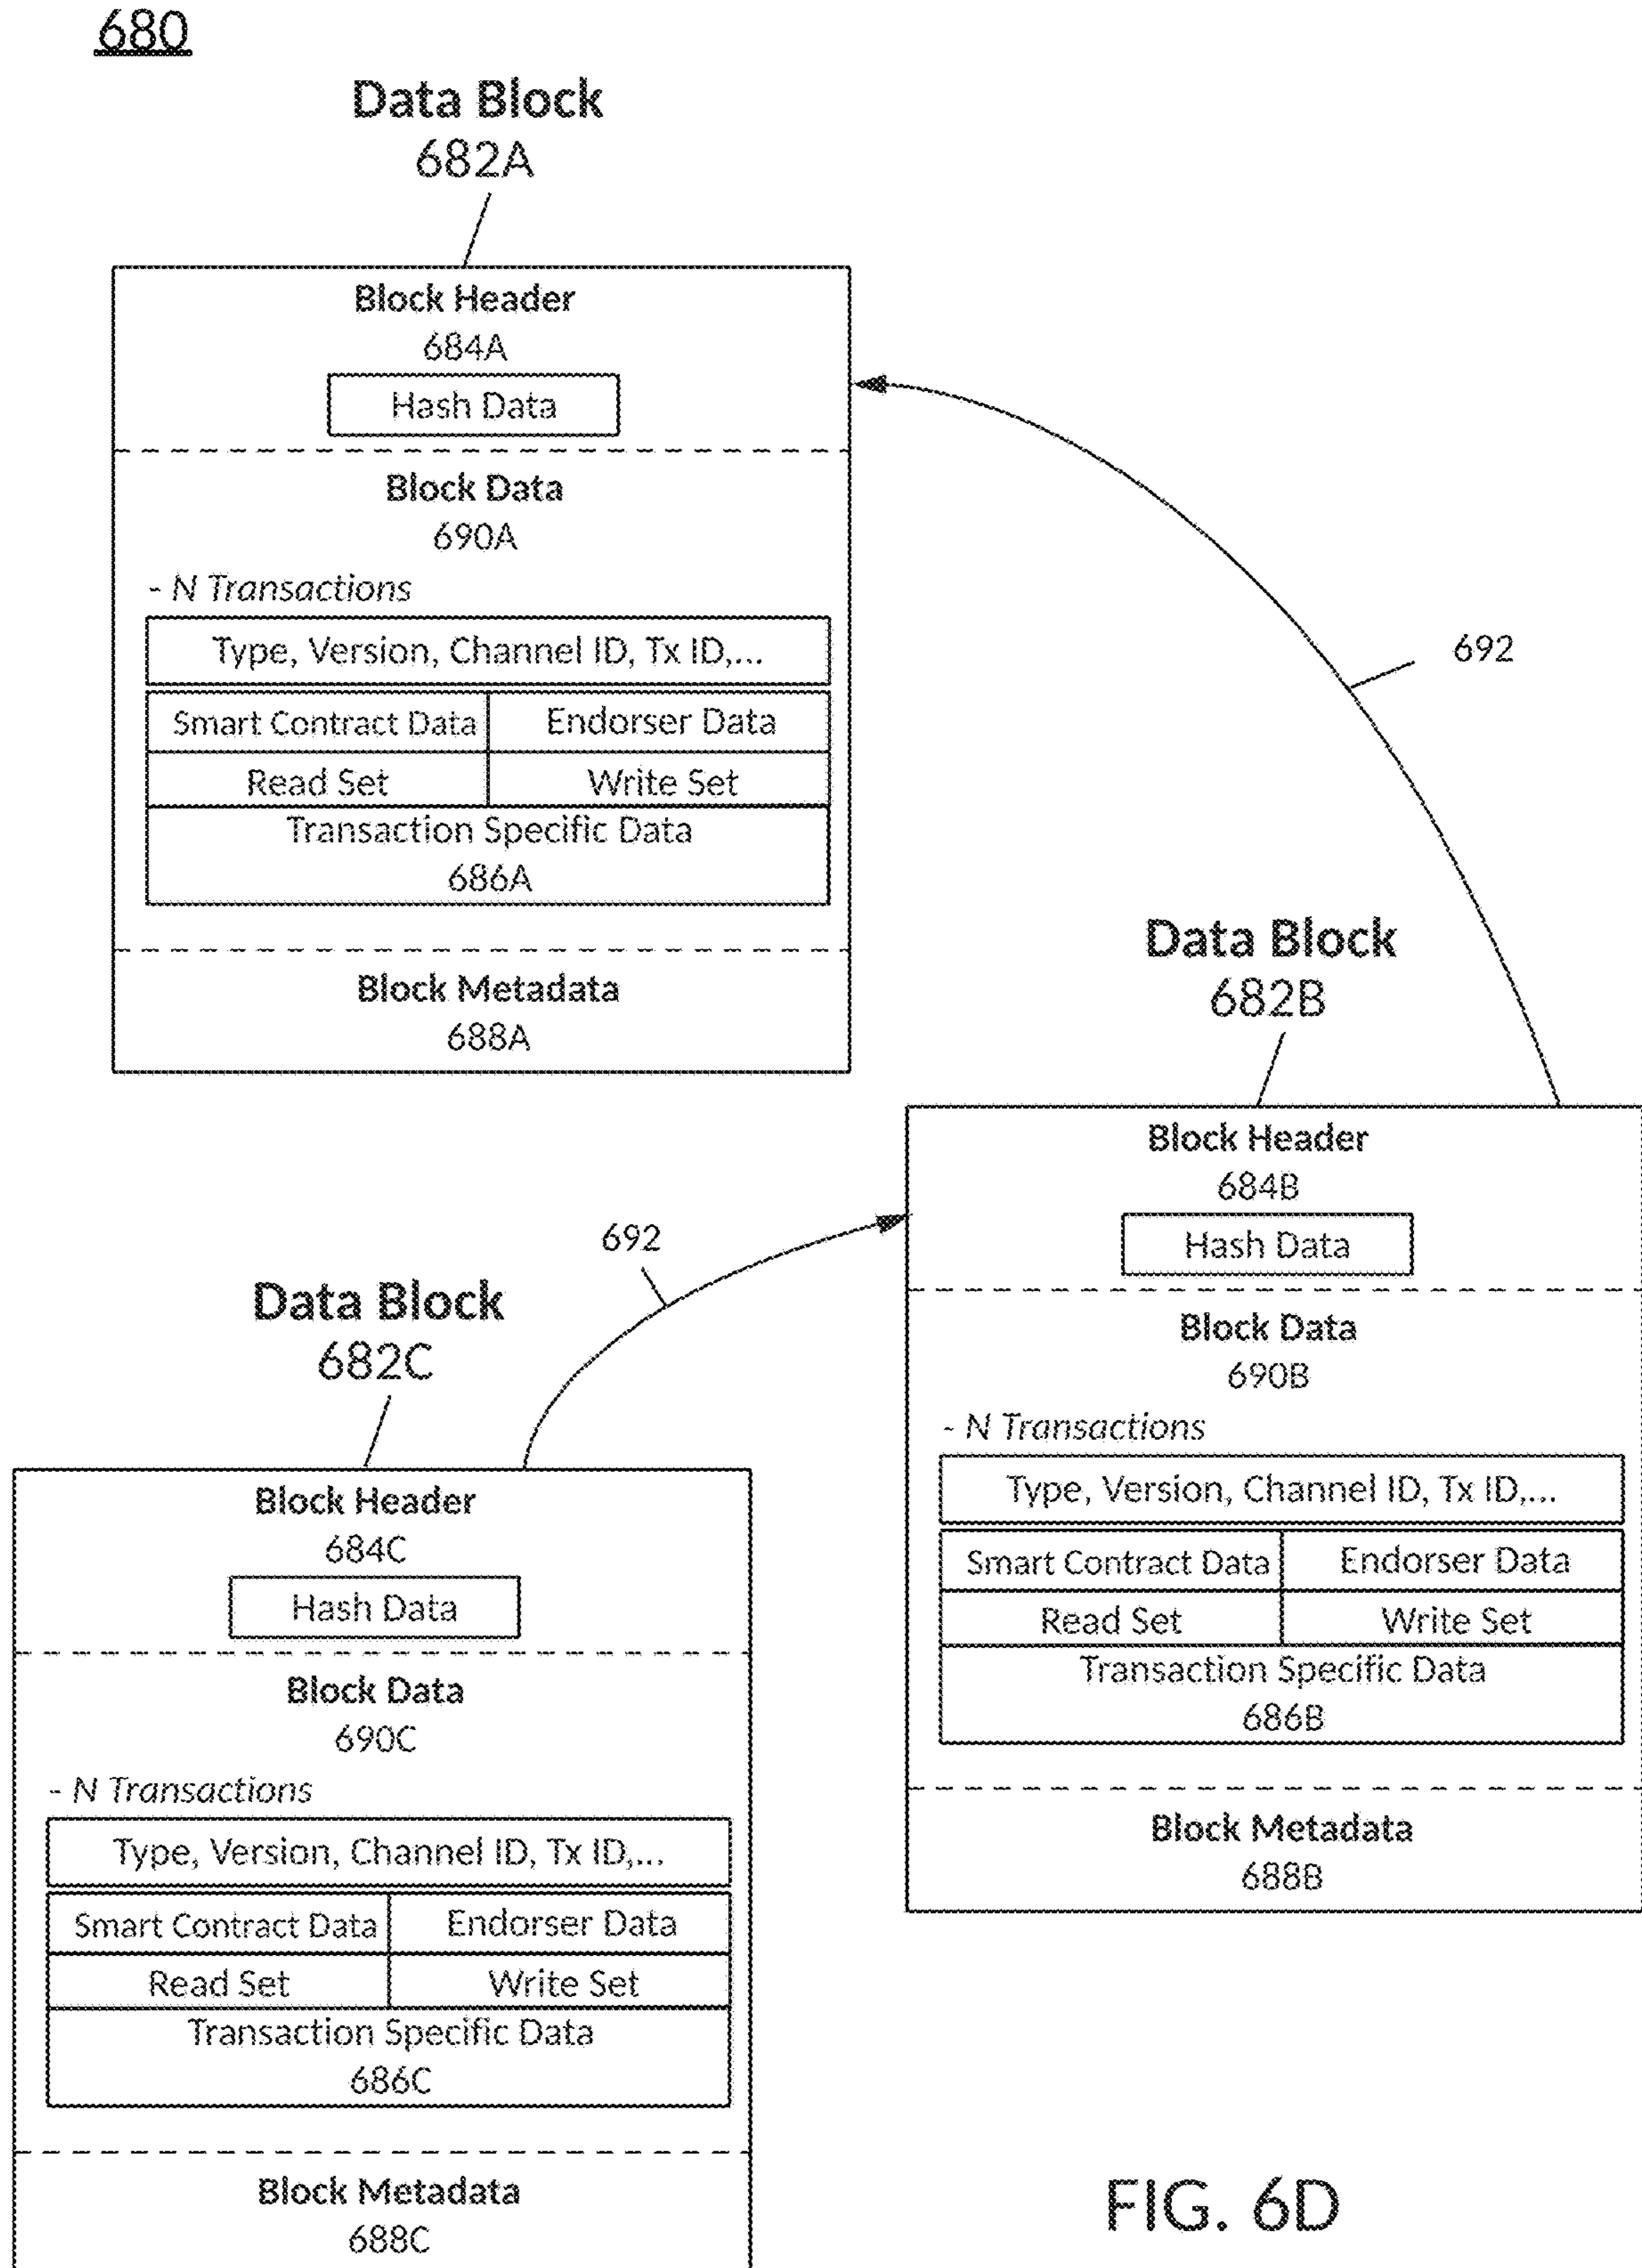 680
Data Block
682A
Block Header
684A
Hash Data
Block Data
690A
- N Transactions
Type, Version, Channel ID, Tx ID,...
Smart Contract Data
Endorser Data
Read Set
Write Set
Transaction Specific Data
686A
Block Metadata
688A
692
Data Block
682B
Block Header
684B
Hash Data
Block Data
690B
- N Transactions
Type, Version, Channel ID, Tx ID,...
Smart Contract Data
Endorser Data
Read Set
Write Set
Transaction Specific Data
686B
Block Metadata
688B
692
Data Block
682C
Block Header
684C
Hash Data
Block Data
690C
- N Transactions
Type, Version, Channel ID, Tx ID,...
Smart Contract Data
Endorser Data
Read Set
Write Set
Transaction Specific Data
686C
Block Metadata
688C
FIG. 6D